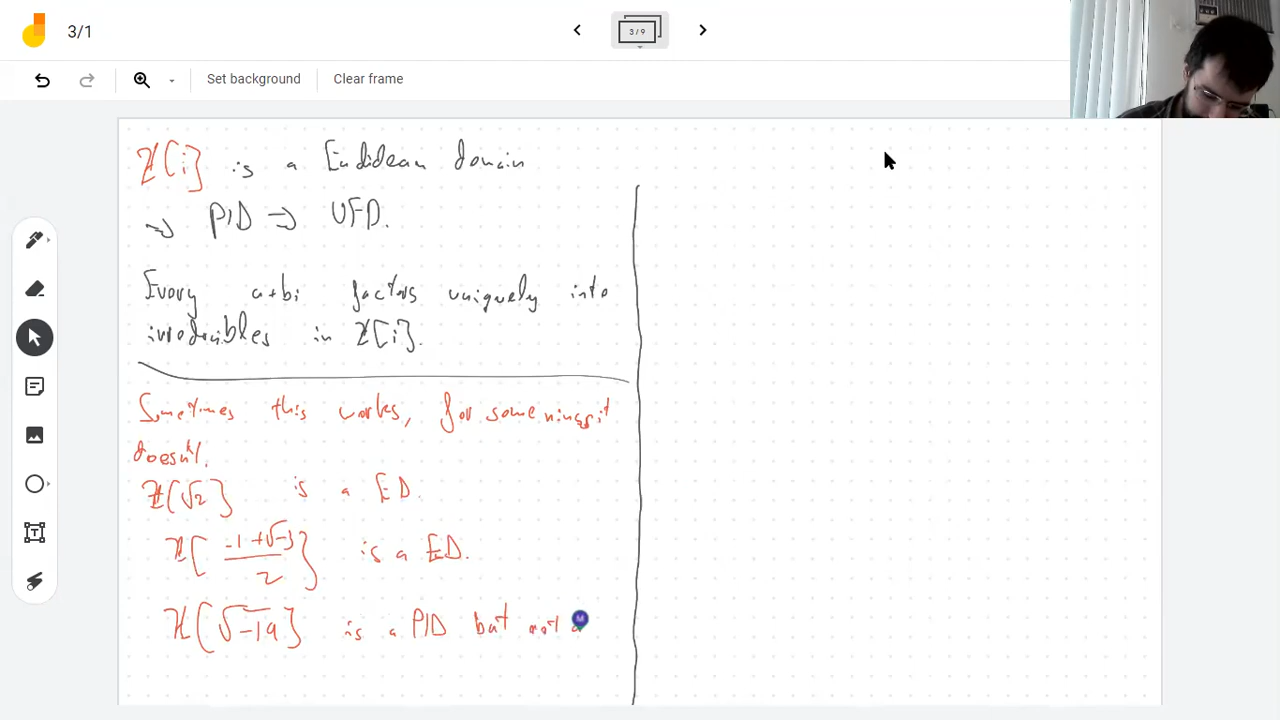 3/1
3 / 9
Set background
Clear frame
ℤ[i] is a Euclidean domain
⇒ PID ⇒ UFD.
Every a+bi factors uniquely into
irreducibles in ℤ[i].
Sometimes this works, for some rings it
doesn't.
ℤ[√2] is a ED.
ℤ[(-1+√-3)/2] is a ED.
ℤ[√-19] is a PID but not a
M